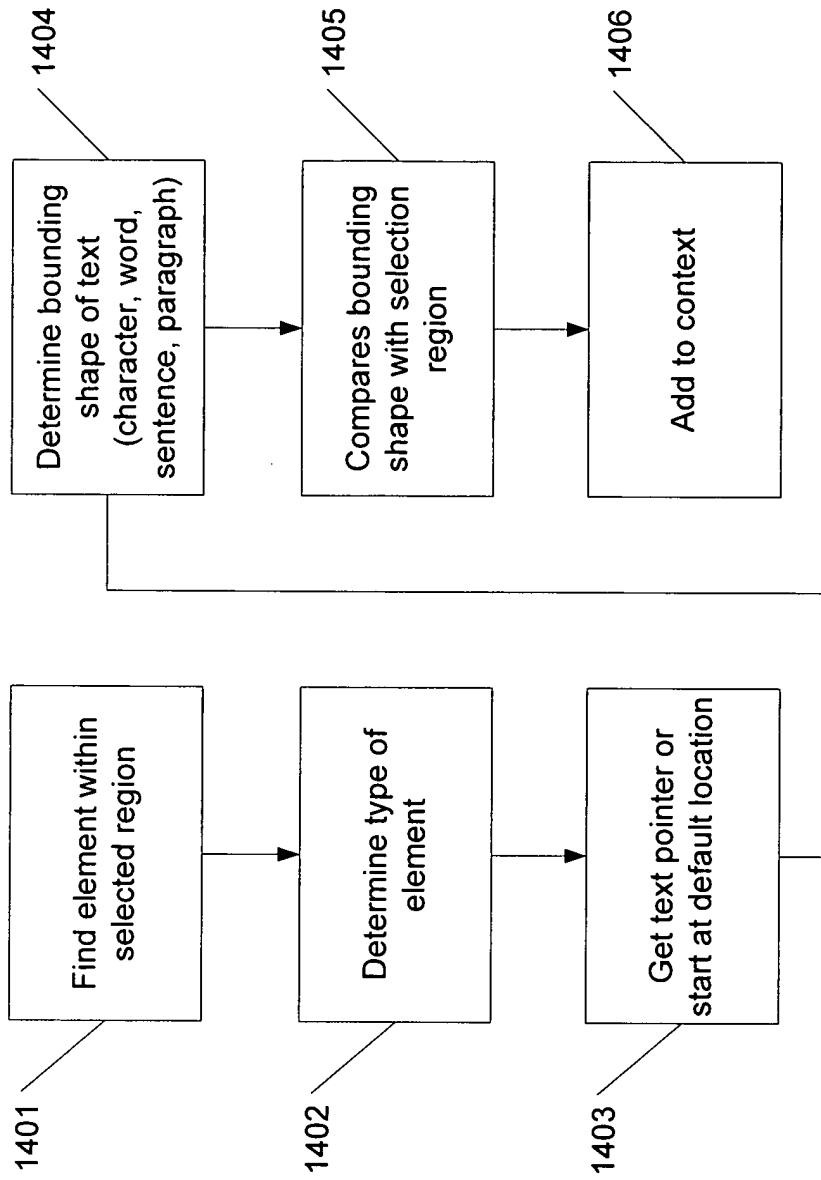 1401
Find element within
selected region
1402
Determine type of
element
1403
Get text pointer or
start at default location
1404
Determine bounding
shape of text
(character, word,
sentence, paragraph)
1405
Compares bounding
shape with selection
region
1406
Add to context